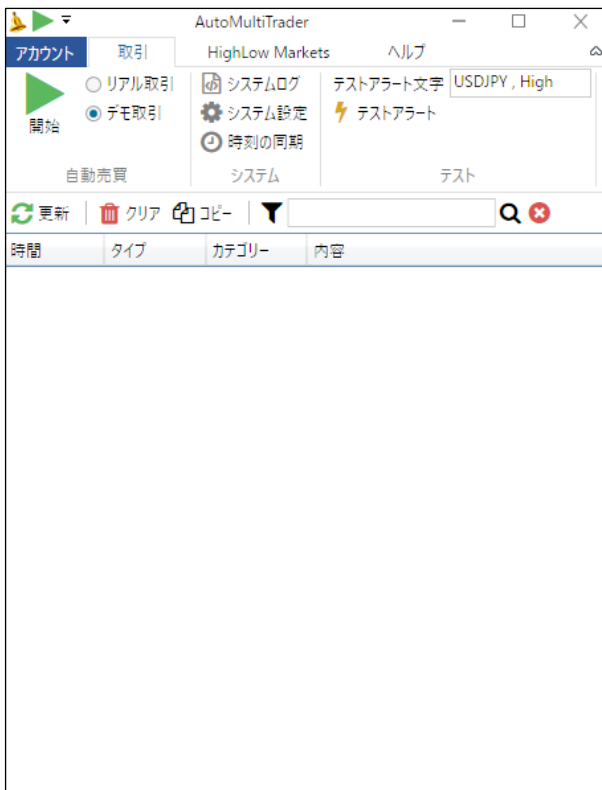 AutoMultiTrader
アカウント 取引 HighLow Markets ヘルプ
リアル取引 システムログ テストアラート文字 USDJPY , High
開始 デモ取引 システム設定 テストアラート
時刻の同期
自動売買 システム テスト
更新 クリア コピー
時間 タイプ カテゴリー 内容